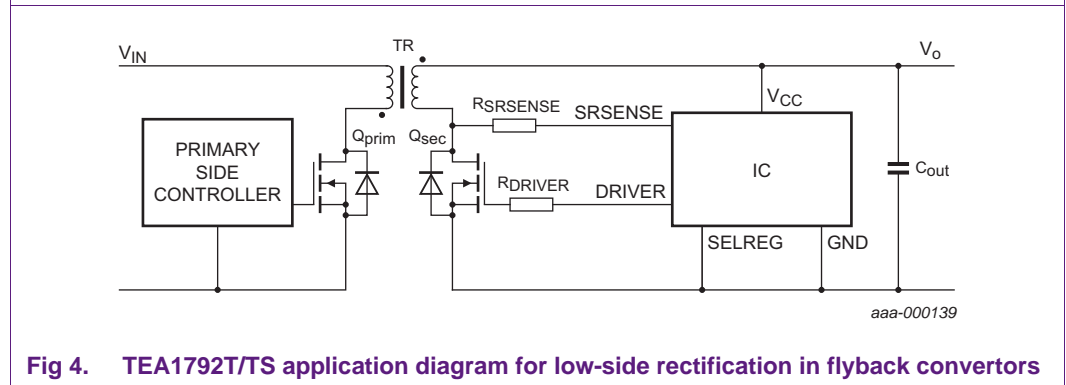 TR
V_IN
V_o
R_SRSENSE
SRSENSE
V_CC
Q_prim
Q_sec
PRIMARY
SIDE
CONTROLLER
IC
C_out
R_DRIVER
DRIVER
SELREG
GND
aaa-000139
Fig 4. TEA1792T/TS application diagram for low-side rectification in flyback convertors